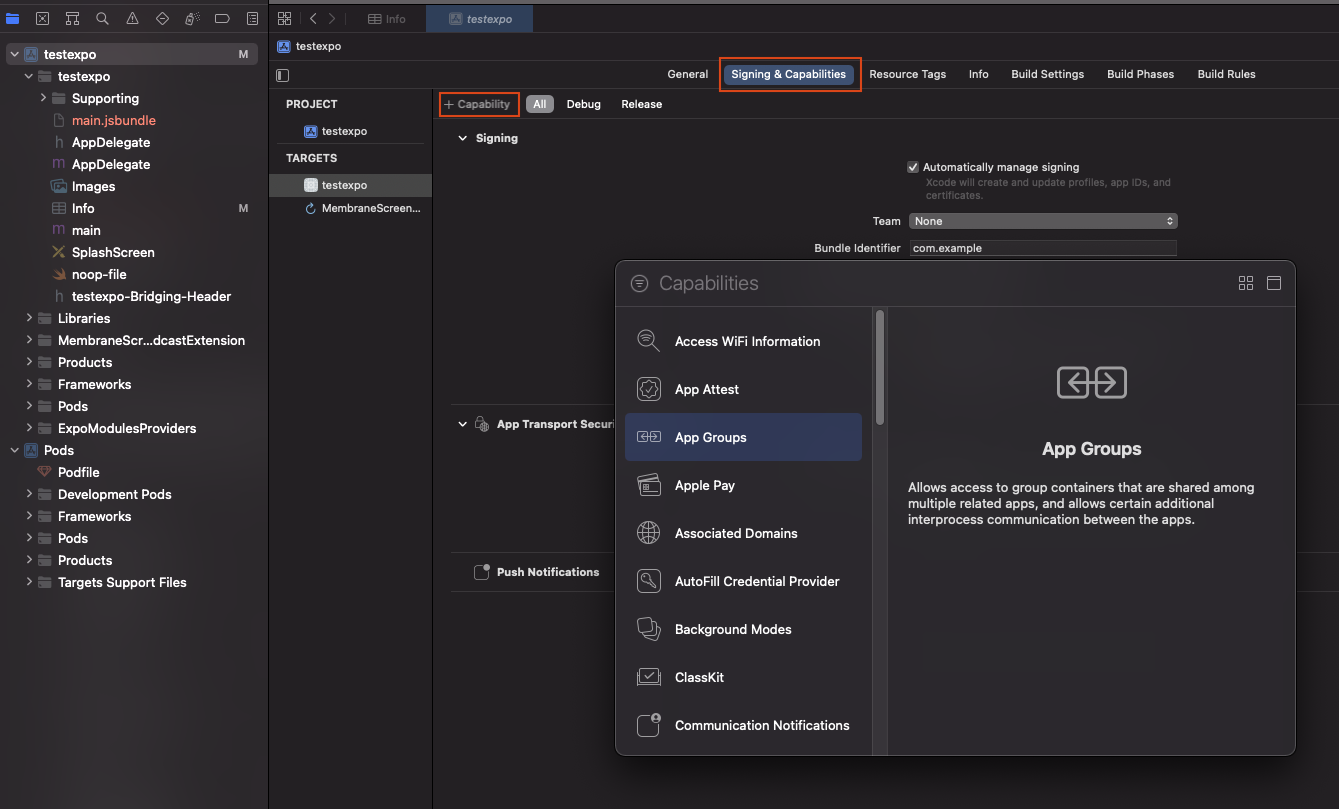 testexpo M
testexpo
Supporting
main.jsbundle
h AppDelegate
m AppDelegate
Images
Info M
m main
SplashScreen
noop-file
h testexpo-Bridging-Header
Libraries
MembraneScr...dcastExtension
Products
Frameworks
Pods
ExpoModulesProviders
Pods
Podfile
Development Pods
Frameworks
Pods
Products
Targets Support Files
Info
testexpo
testexpo
General Signing & Capabilities Resource Tags Info Build Settings Build Phases Build Rules
PROJECT
testexpo
TARGETS
testexpo
MembraneScreen...
+ Capability All Debug Release
Signing
Automatically manage signing
Xcode will create and update profiles, app IDs, and
certificates.
Team None
Bundle Identifier com.example
App Transport Securi
Push Notifications
Capabilities
Access WiFi Information
App Attest
App Groups
Apple Pay
Associated Domains
AutoFill Credential Provider
Background Modes
ClassKit
Communication Notifications
App Groups
Allows access to group containers that are shared among
multiple related apps, and allows certain additional
interprocess communication between the apps.